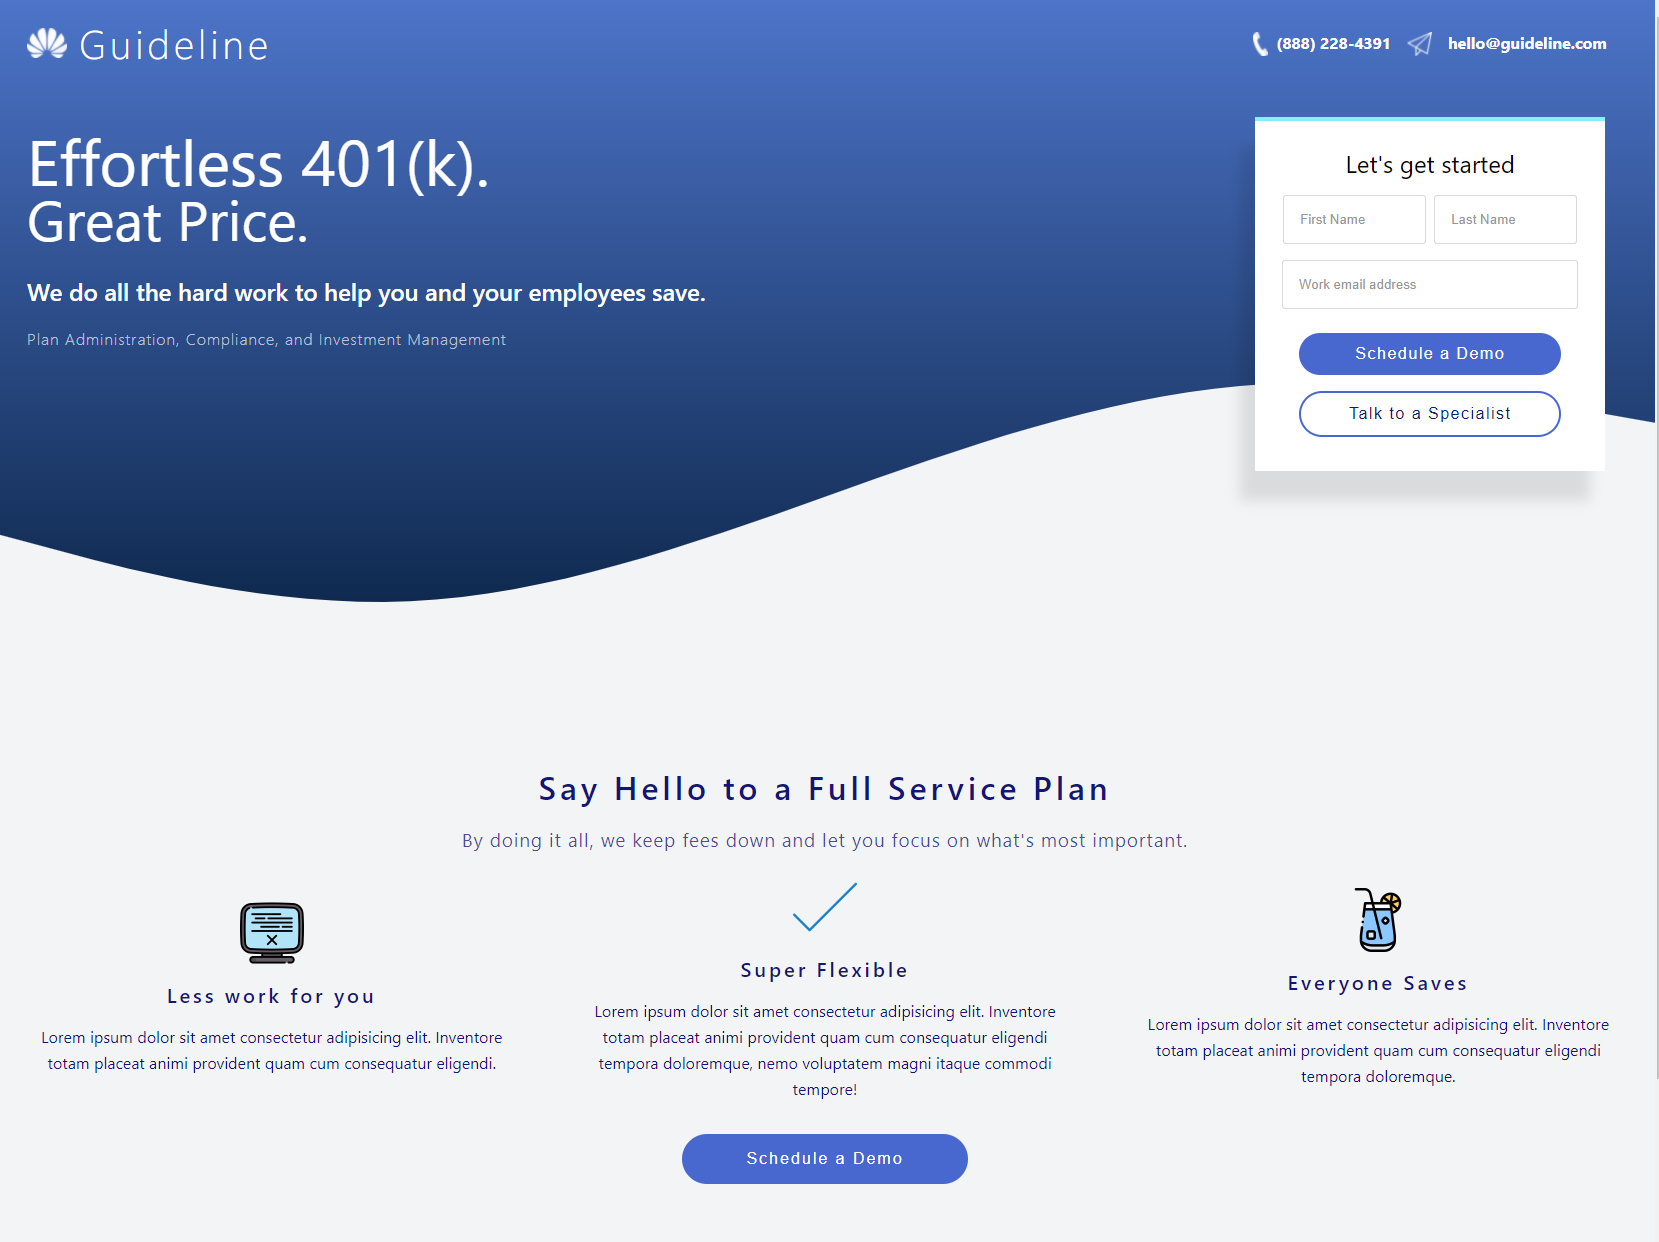 Guideline
(888) 228-4391
hello@guideline.com
Effortless 401(k).
Great Price.
We do all the hard work to help you and your employees save.
Plan Administration, Compliance, and Investment Management
Let's get started
First Name
Last Name
Work email address
Schedule a Demo
Talk to a Specialist
Say Hello to a Full Service Plan
By doing it all, we keep fees down and let you focus on what's most important.
Less work for you
Lorem ipsum dolor sit amet consectetur adipisicing elit. Inventore
totam placeat animi provident quam cum consequatur eligendi.
Super Flexible
Lorem ipsum dolor sit amet consectetur adipisicing elit. Inventore
totam placeat animi provident quam cum consequatur eligendi
tempora doloremque, nemo voluptatem magni itaque commodi
tempore!
Everyone Saves
Lorem ipsum dolor sit amet consectetur adipisicing elit. Inventore
totam placeat animi provident quam cum consequatur eligendi
tempora doloremque.
Schedule a Demo